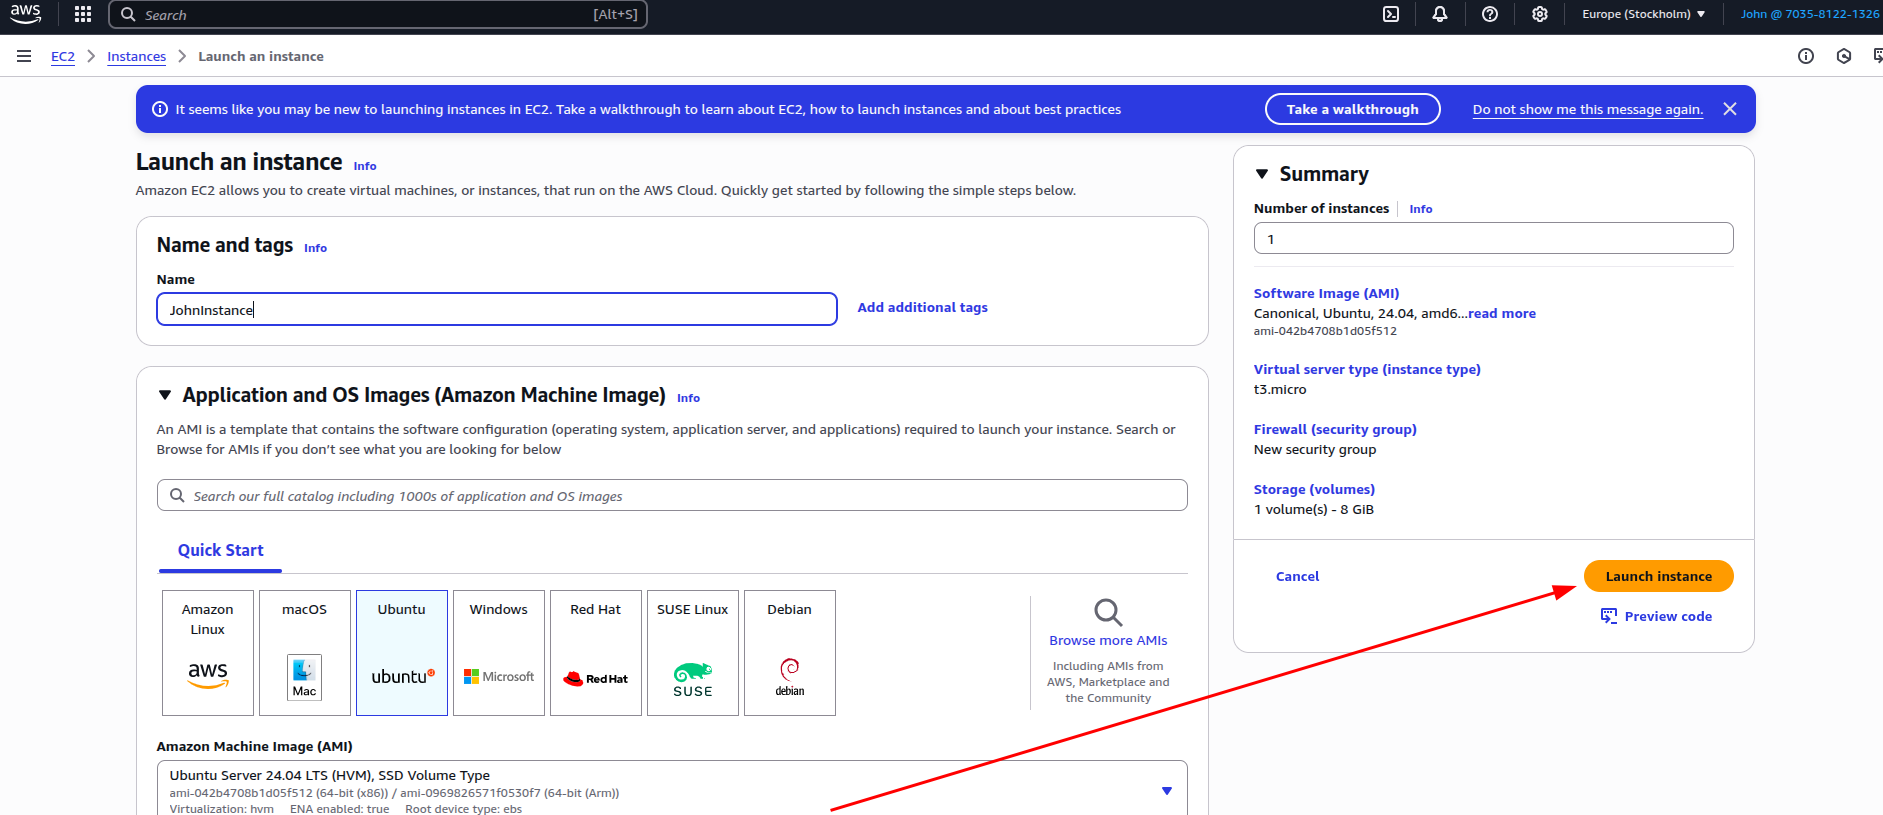 aws
Search
[Alt+S]
Europe (Stockholm)
John @ 7035-8122-1326
EC2
Instances
Launch an instance
It seems like you may be new to launching instances in EC2. Take a walkthrough to learn about EC2, how to launch instances and about best practices
Take a walkthrough
Do not show me this message again.
Launch an instance Info
Amazon EC2 allows you to create virtual machines, or instances, that run on the AWS Cloud. Quickly get started by following the simple steps below.
Name and tags Info
Name
JohnInstance
Add additional tags
Application and OS Images (Amazon Machine Image) Info
An AMI is a template that contains the software configuration (operating system, application server, and applications) required to launch your instance. Search or
Browse for AMIs if you don't see what you are looking for below
Search our full catalog including 1000s of application and OS images
Quick Start
Amazon
Linux
aws
macOS
Mac
Ubuntu
ubuntu
Windows
Microsoft
Red Hat
Red Hat
SUSE Linux
SUSE
Debian
debian
Browse more AMIs
Including AMIs from
AWS, Marketplace and
the Community
Amazon Machine Image (AMI)
Ubuntu Server 24.04 LTS (HVM), SSD Volume Type
ami-042b4708b1d05f512 (64-bit (x86)) / ami-0969826571f0530f7 (64-bit (Arm))
Virtualization: hvm ENA enabled: true Root device type: ebs
Summary
Number of instances Info
1
Software Image (AMI)
Canonical, Ubuntu, 24.04, amd6...read more
ami-042b4708b1d05f512
Virtual server type (instance type)
t3.micro
Firewall (security group)
New security group
Storage (volumes)
1 volume(s) - 8 GiB
Cancel
Launch instance
Preview code